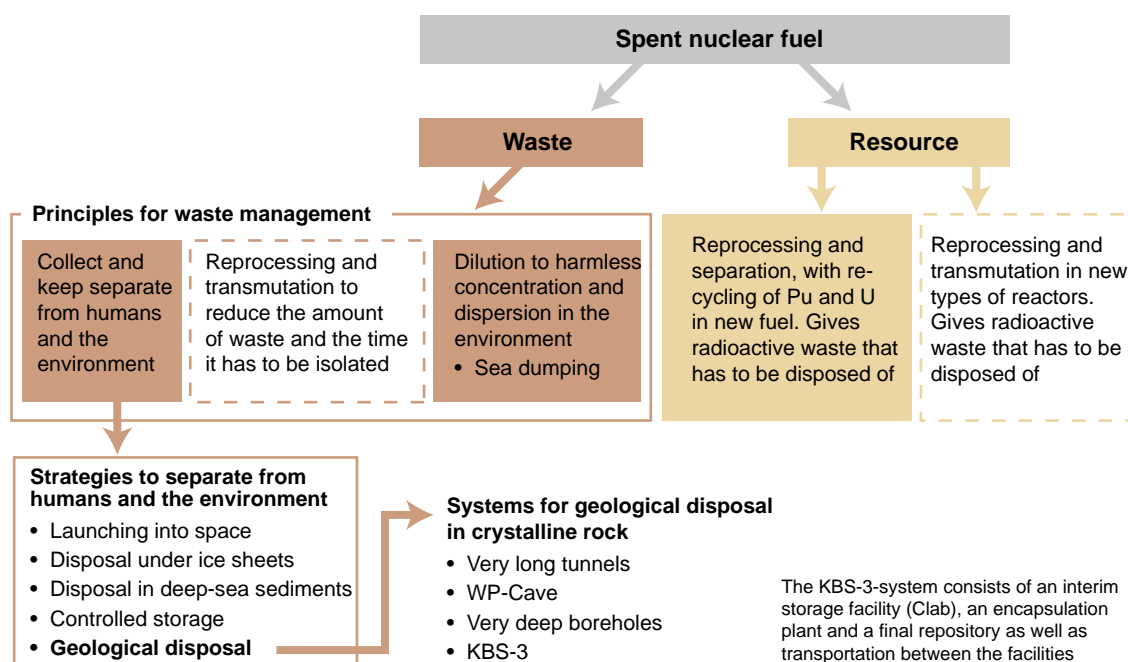 Spent nuclear fuel
Waste
Resource
Principles for waste management
Collect and
keep separate
from humans
and the
environment
Reprocessing and
transmutation to
reduce the amount
of waste and the time
it has to be isolated
Dilution to harmless
concentration and
dispersion in the
environment
• Sea dumping
Reprocessing and
separation, with re-
cycling of Pu and U
in new fuel. Gives
radioactive waste that
has to be disposed of
Reprocessing and
transmutation in new
types of reactors.
Gives radioactive
waste that has to be
disposed of
Strategies to separate from
humans and the environment
• Launching into space
• Disposal under ice sheets
• Disposal in deep-sea sediments
• Controlled storage
• Geological disposal
Systems for geological disposal
in crystalline rock
• Very long tunnels
• WP-Cave
• Very deep boreholes
• KBS-3
The KBS-3-system consists of an interim
storage facility (Clab), an encapsulation
plant and a final repository as well as
transportation between the facilities